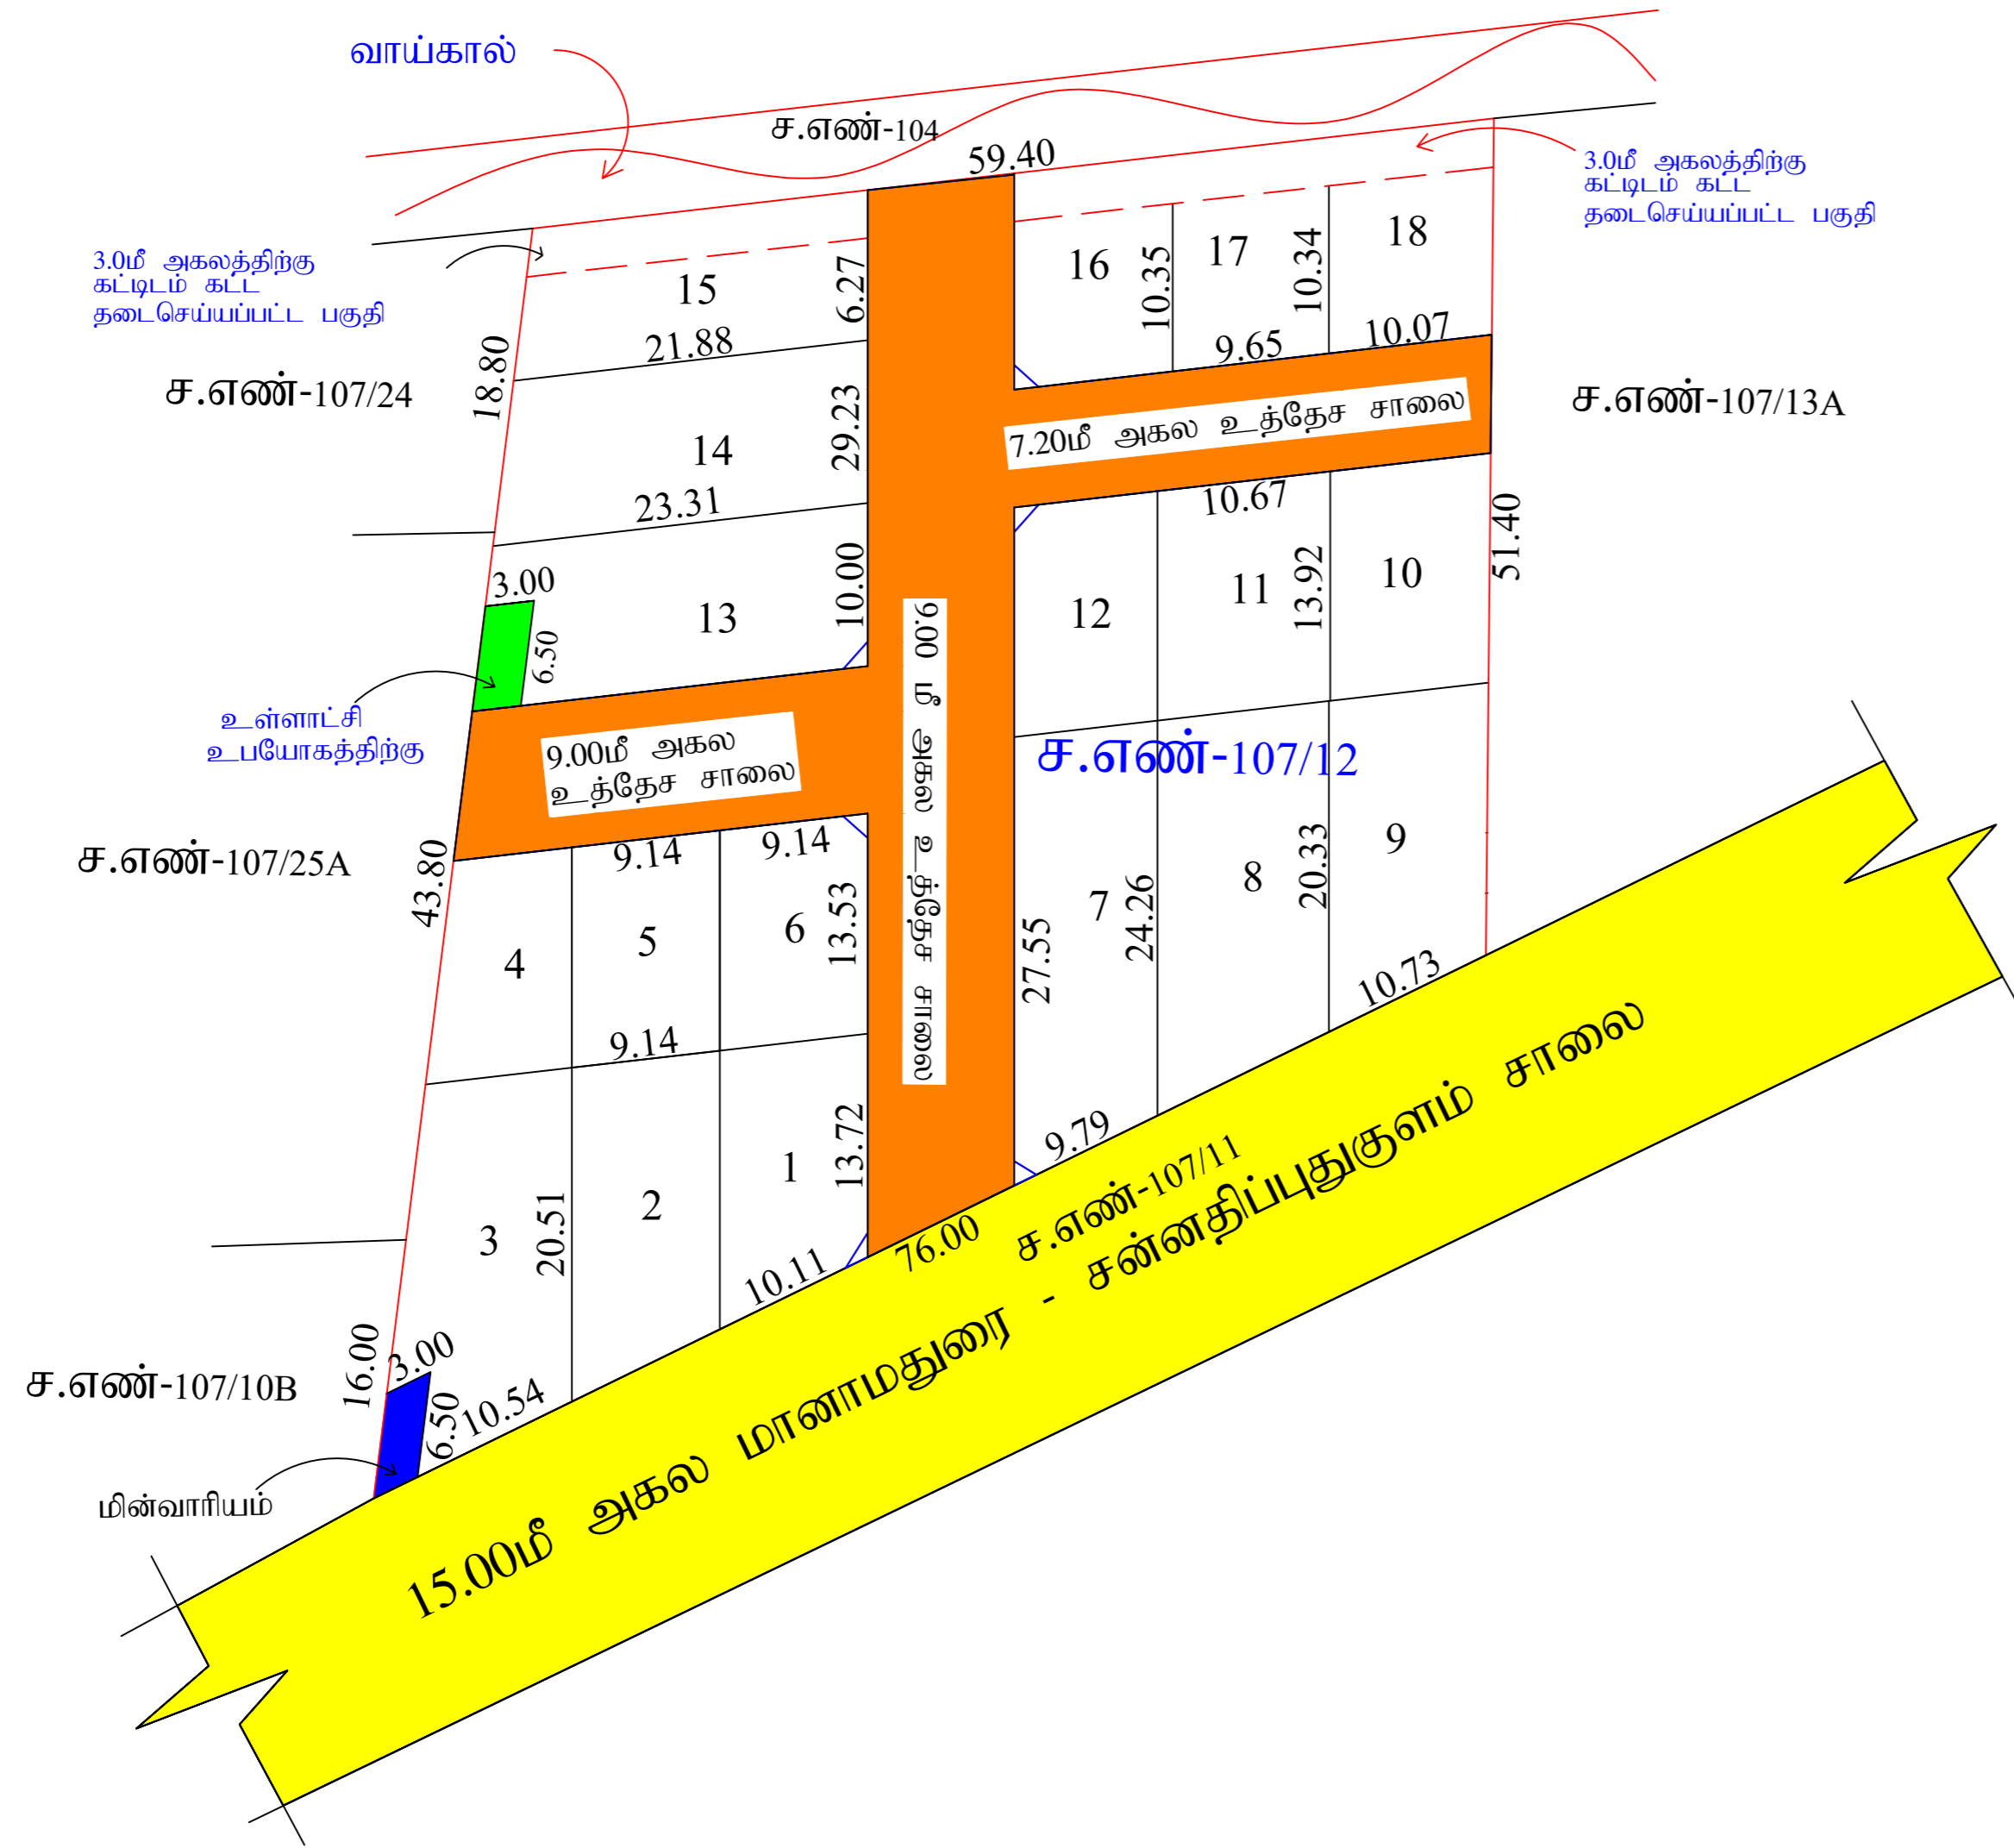 வாய்கால்
ச.எண்-104
59.40
3.0மீ அகலத்திற்கு
கட்டிடம் கட்ட
தடைசெய்யப்பட்ட பகுதி
3.0மீ அகலத்திற்கு
கட்டிடம் கட்ட
தடைசெய்யப்பட்ட பகுதி
15
6.27
16
10.35
17
10.34
18
21.88
9.65
10.07
18.80
ச.எண்-107/24
ச.எண்-107/13A
7.20மீ அகல உத்தேச சாலை
14
29.23
23.31
10.67
51.40
3.00
13
10.00
12
11
13.92
10
6.50
உள்ளாட்சி
உபயோகத்திற்கு
9.00மீ அகல
உத்தேச சாலை
9.00 மீ அகல உத்தேச சாலை
ச.எண்-107/12
ச.எண்-107/25A
43.80
9.14
9.14
4
5
6
13.53
7
24.26
8
20.33
9
27.55
10.73
9.14
3
20.51
2
1
13.72
9.79
10.11
76.00
ச.எண்-107/11
ச.எண்-107/10B
16.00
3.00
6.50
10.54
மின்வாரியம்
15.00மீ அகல மானாமதுரை - சன்னதிப்புதுகுளம் சாலை